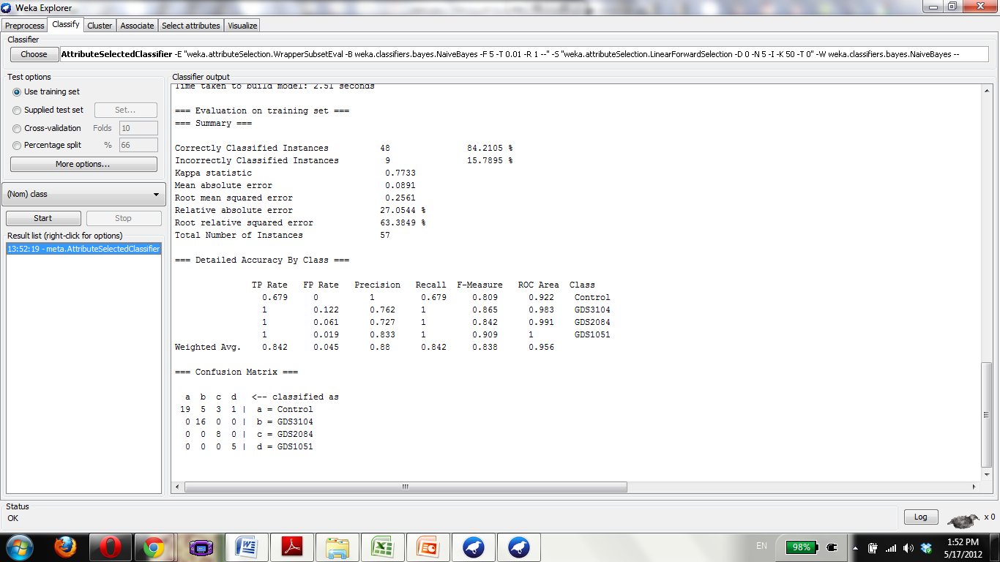 Weka Explorer
Preprocess Classify Cluster Associate Select attributes Visualize
Classifier
Choose AttributeSelectedClassifier -E "weka.attributeSelection.WrapperSubsetEval -B weka.classifiers.bayes.NaiveBayes -F 5 -T 0.01 -R 1 --" -S "weka.attributeSelection.LinearForwardSelection -D 0 -N 5 -I -K 50 -T 0" -W weka.classifiers.bayes.NaiveBayes --
Test options
Use training set
Supplied test set Set...
Cross-validation Folds 10
Percentage split % 66
More options...
(Nom) class
Start Stop
Result list (right-click for options)
13:52:19 - meta.AttributeSelectedClassifier
Classifier output
Time taken to build model: 2.51 seconds
=== Evaluation on training set ===
=== Summary ===
Correctly Classified Instances 48 84.2105 %
Incorrectly Classified Instances 9 15.7895 %
Kappa statistic 0.7733
Mean absolute error 0.0891
Root mean squared error 0.2561
Relative absolute error 27.0544 %
Root relative squared error 63.3849 %
Total Number of Instances 57
=== Detailed Accuracy By Class ===
TP Rate FP Rate Precision Recall F-Measure ROC Area Class
0.679 0 1 0.679 0.809 0.922 Control
1 0.122 0.762 1 0.865 0.983 GDS3104
1 0.061 0.727 1 0.842 0.991 GDS2084
1 0.019 0.833 1 0.909 1 GDS1051
Weighted Avg. 0.842 0.045 0.88 0.842 0.838 0.956
=== Confusion Matrix ===
a b c d <-- classified as
19 5 3 1 | a = Control
0 16 0 0 | b = GDS3104
0 0 8 0 | c = GDS2084
0 0 0 5 | d = GDS1051
Status
OK
Log x 0
EN 98% 1:52 PM
5/17/2012